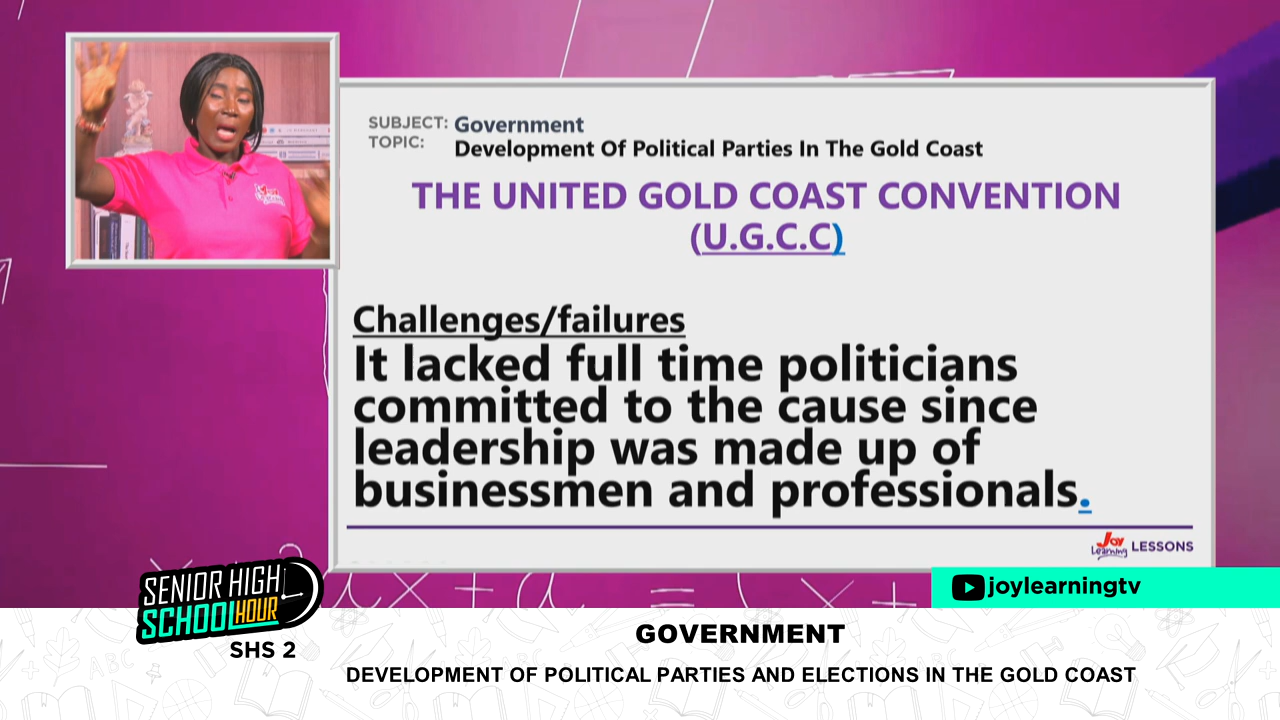 SUBJECT: Government
TOPIC: Development Of Political Parties In The Gold Coast
THE UNITED GOLD COAST CONVENTION
(U.G.C.C)
Challenges/failures
It lacked full time politicians
committed to the cause since
leadership was made up of
businessmen and professionals.
Joy Learning LESSONS
joylearningtv
SENIOR HIGH
SCHOOL HOUR
SHS 2
GOVERNMENT
DEVELOPMENT OF POLITICAL PARTIES AND ELECTIONS IN THE GOLD COAST